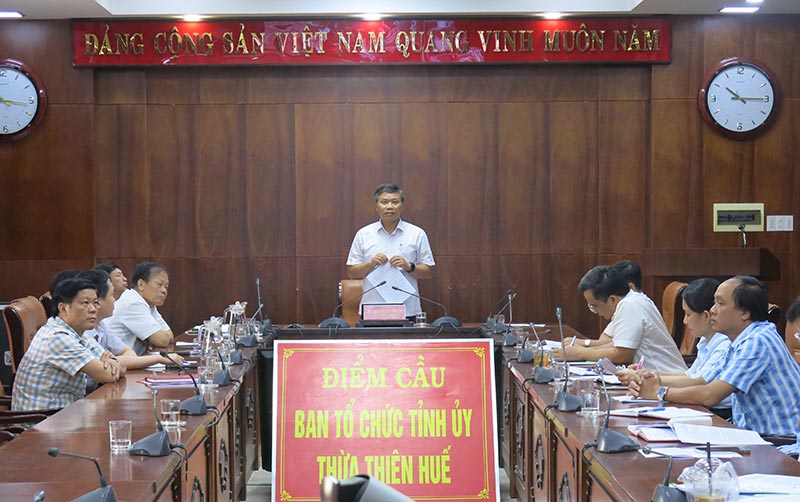 ĐẢNG CỘNG SẢN VIỆT NAM QUANG VINH MUÔN NĂM
ĐIỂM CẦU
BAN TỔ CHỨC TỈNH ỦY
THỪA THIÊN HUẾ